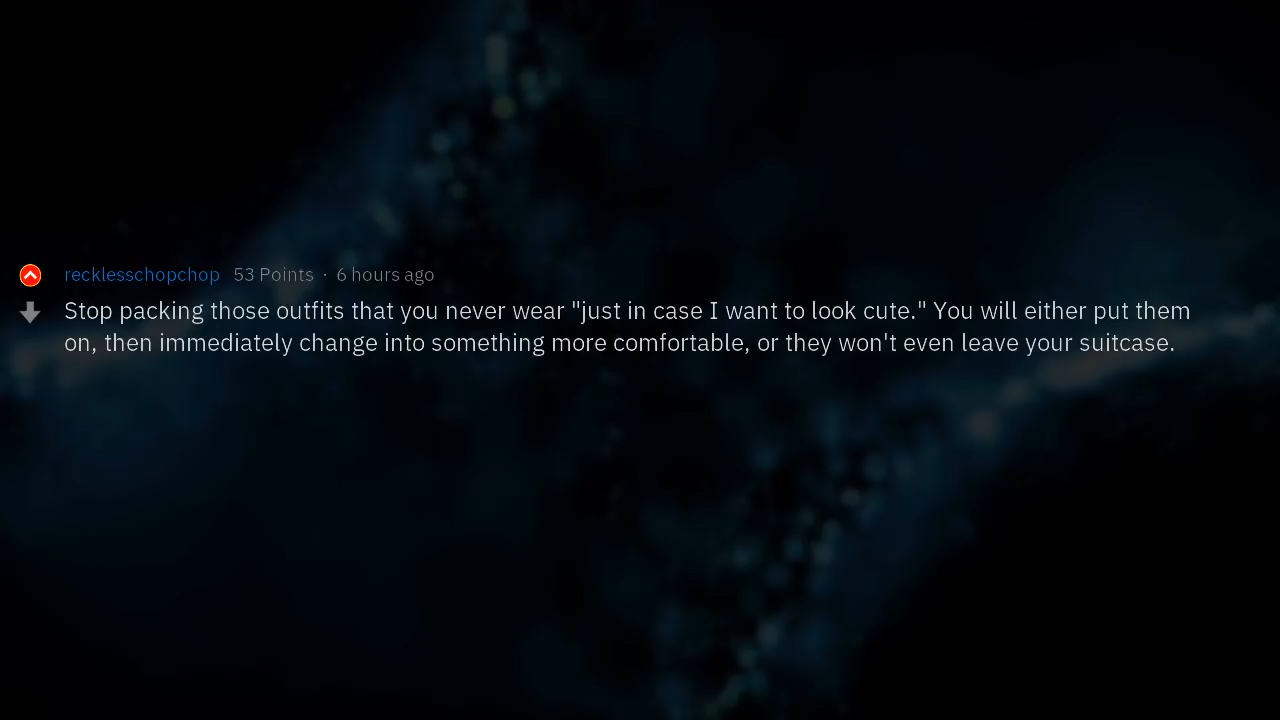 recklesschopchop 53 Points · 6 hours ago
Stop packing those outfits that you never wear "just in case I want to look cute." You will either put them
on, then immediately change into something more comfortable, or they won't even leave your suitcase.